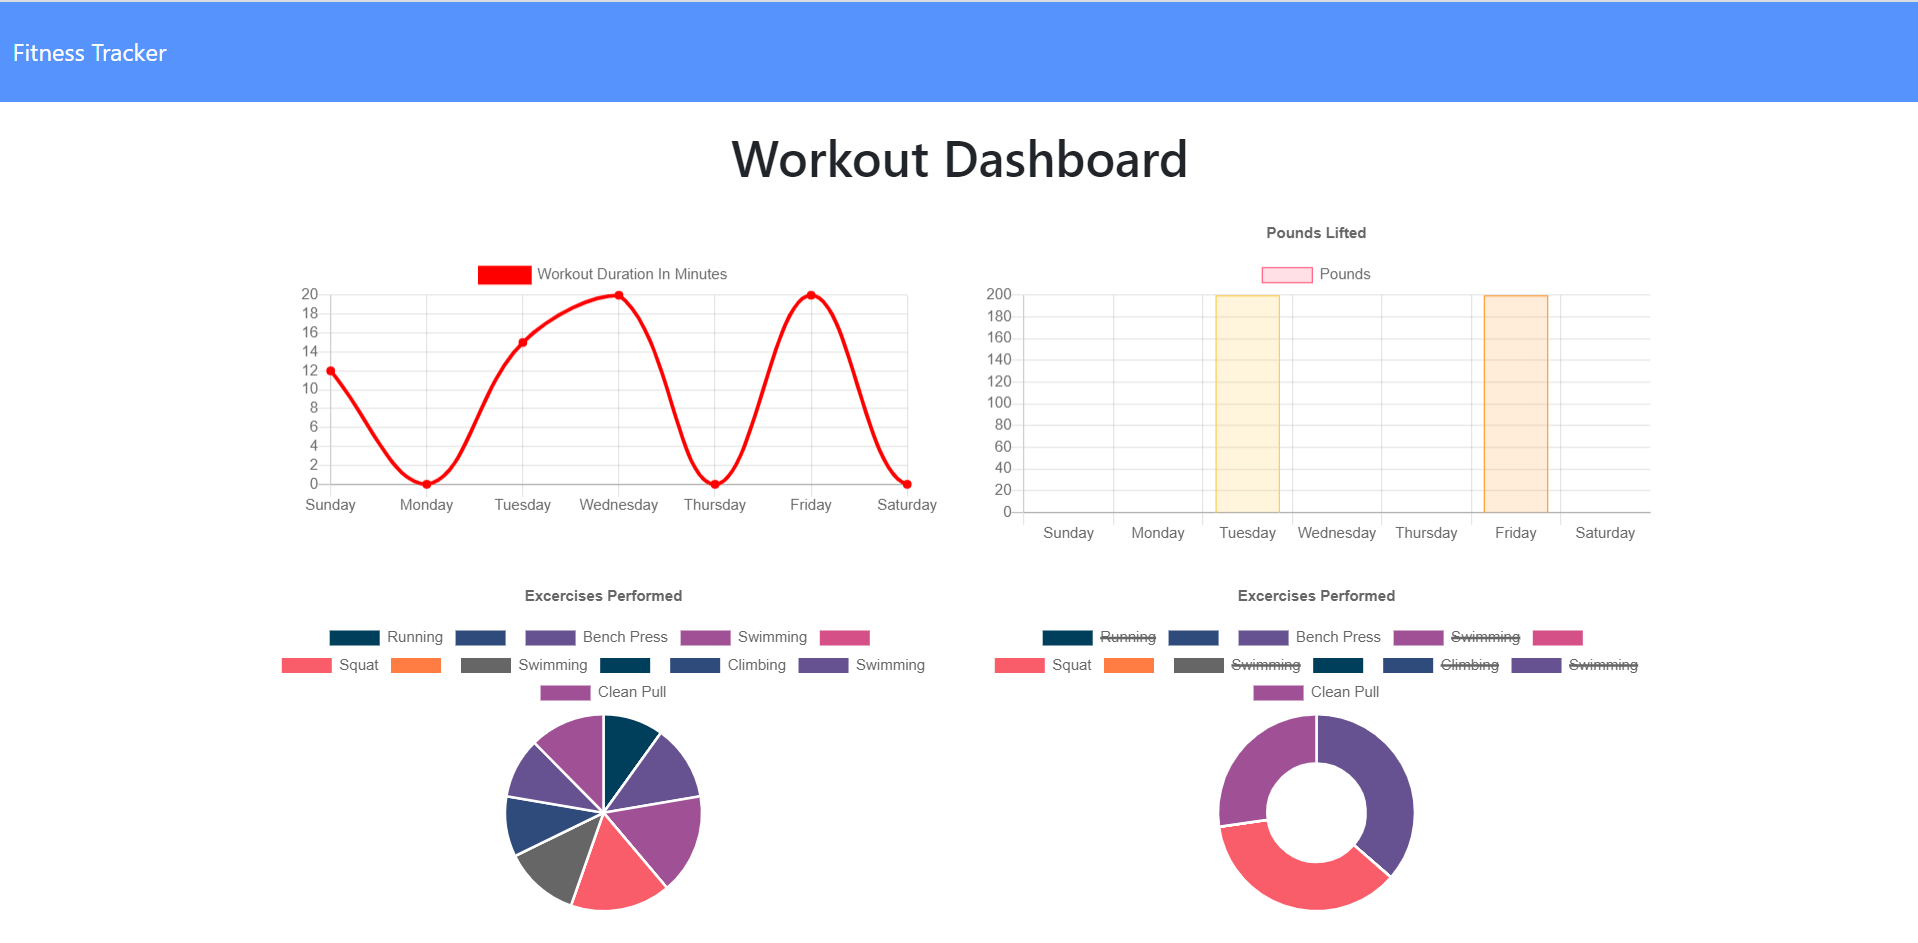 Fitness Tracker
Workout Dashboard
Workout Duration In Minutes
20
18
16
14
12
10
8
6
4
2
0
Sunday Monday Tuesday Wednesday Thursday Friday Saturday
Pounds Lifted
Pounds
200
180
160
140
120
100
80
60
40
20
0
Sunday Monday Tuesday Wednesday Thursday Friday Saturday
Excercises Performed
Running Bench Press Swimming
Squat Swimming Climbing Swimming
Clean Pull
Excercises Performed
Running Bench Press Swimming
Squat Swimming Climbing Swimming
Clean Pull